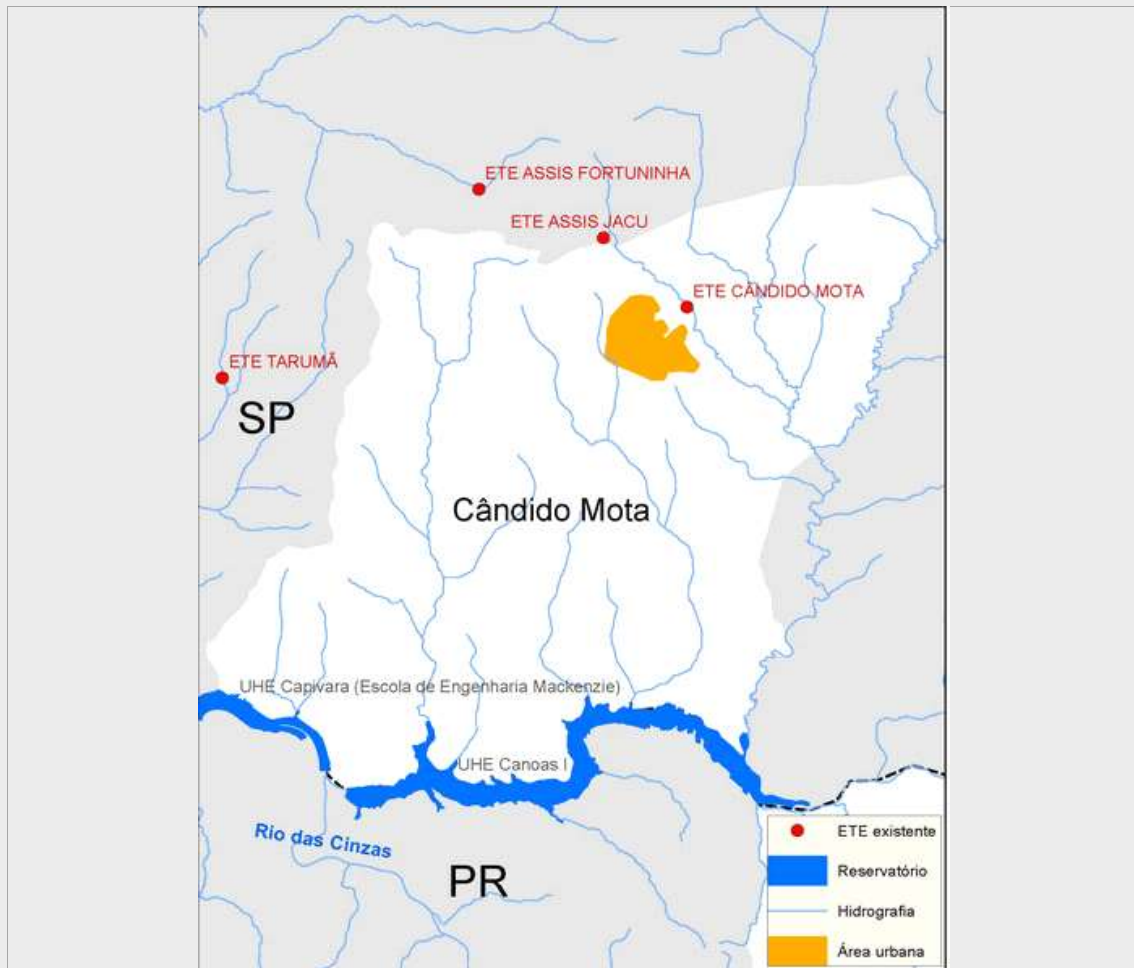 ETE ASSIS FORTUNINHA
ETE ASSIS JACU
ETE CÂNDIDO MOTA
ETE TARUMÃ
SP
Cândido Mota
UHE Capivara (Escola de Engenharia Mackenzie)
UHE Canoas I
Rio das Cinzas
PR
ETE existente
Reservatório
Hidrografia
Área urbana